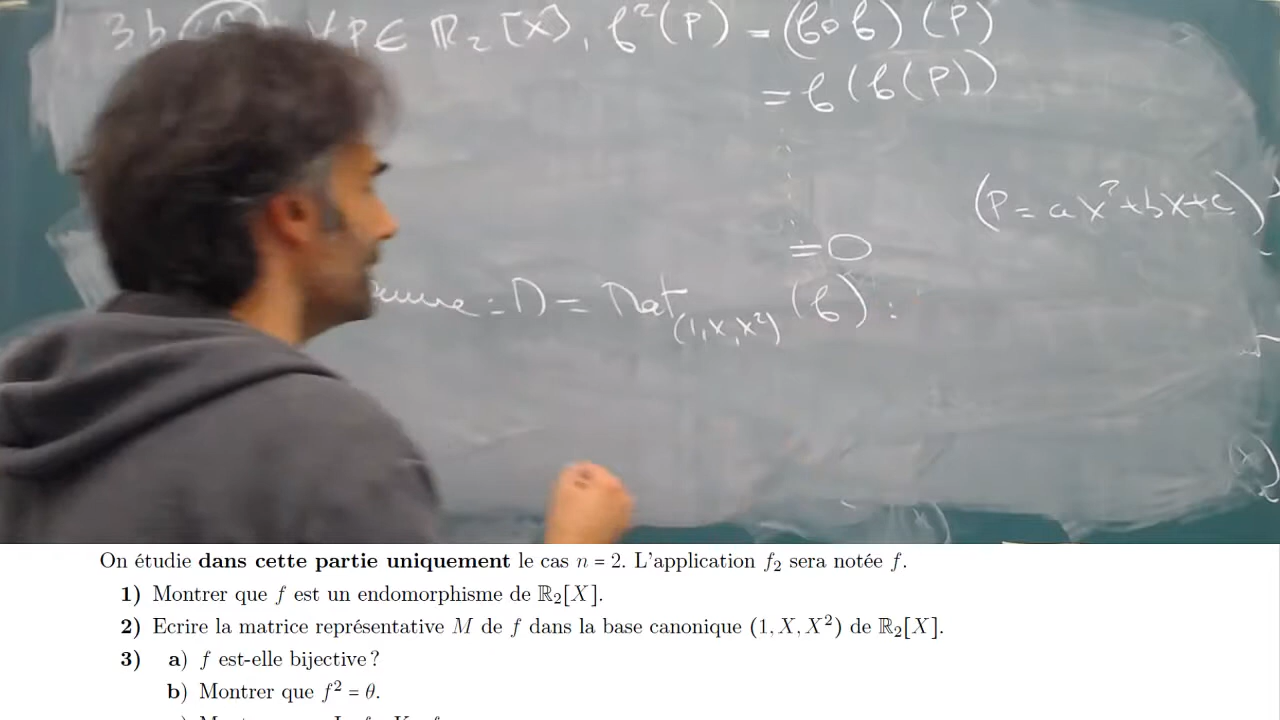 3b ∀P∈ ℝ₂[X], f²(P) = (f∘f)(P)
= f(f(P))
(P = aX²+bX+c)
= 0
: M = Mat(1,X,X²) (f) :
(x)
On étudie dans cette partie uniquement le cas n = 2. L'application f₂ sera notée f.
1) Montrer que f est un endomorphisme de ℝ₂[X].
2) Ecrire la matrice représentative M de f dans la base canonique (1, X, X²) de ℝ₂[X].
3) a) f est-elle bijective ?
b) Montrer que f² = θ.